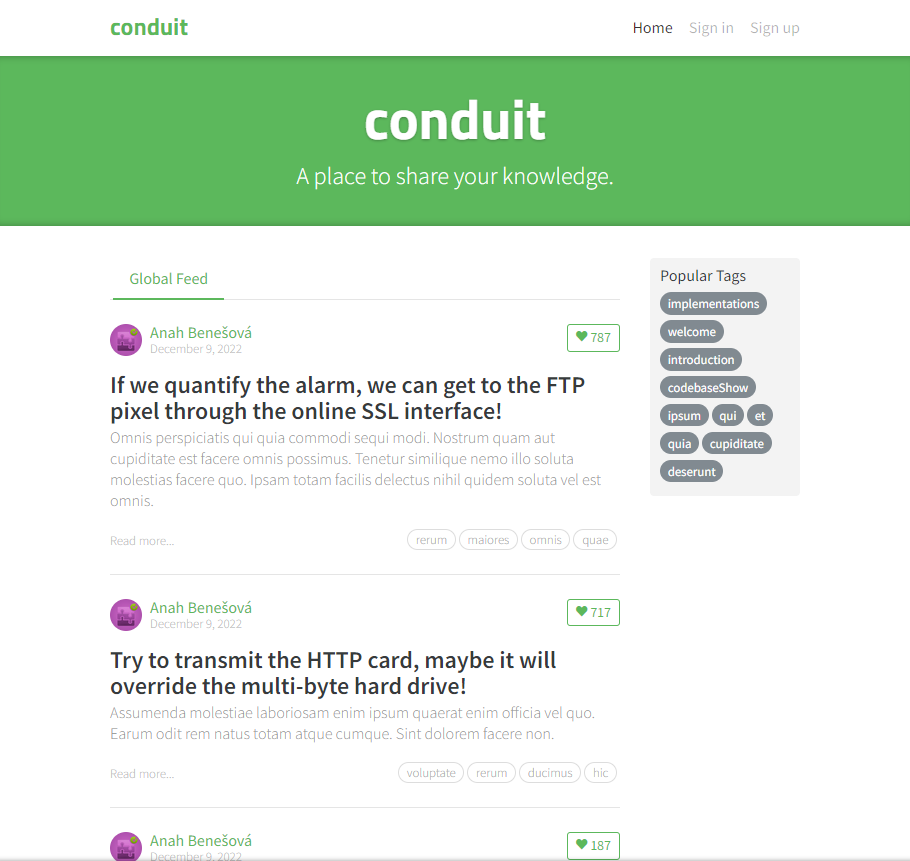 conduit
Home Sign in Sign up
conduit
A place to share your knowledge.
Global Feed
Anah Benešová
December 9, 2022
787
If we quantify the alarm, we can get to the FTP
pixel through the online SSL interface!
Omnis perspiciatis qui quia commodi sequi modi. Nostrum quam aut
cupiditate est facere omnis possimus. Tenetur similique nemo illo soluta
molestias facere quo. Ipsam totam facilis delectus nihil quidem soluta vel est
omnis.
Read more...
rerum maiores omnis quae
Anah Benešová
December 9, 2022
717
Try to transmit the HTTP card, maybe it will
override the multi-byte hard drive!
Assumenda molestiae laboriosam enim ipsum quaerat enim officia vel quo.
Earum odit rem natus totam atque cumque. Sint dolorem facere non.
Read more...
voluptate rerum ducimus hic
Anah Benešová
December 9, 2022
187
Popular Tags
implementations
welcome
introduction
codebaseShow
ipsum qui et
quia cupiditate
deserunt